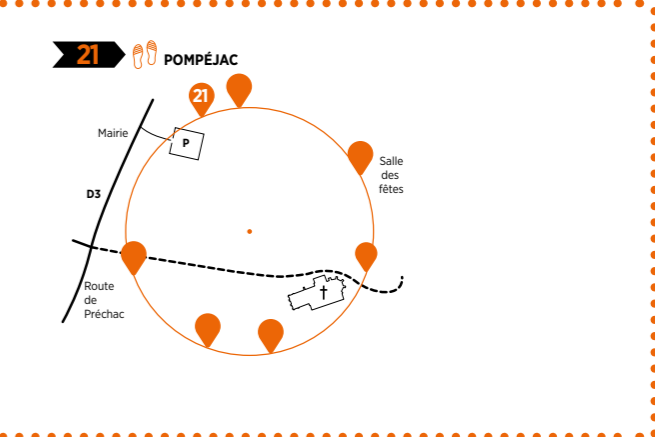 21 POMPÉJAC
21
Mairie
P
Salle
des
fêtes
D3
Route
de
Préchac